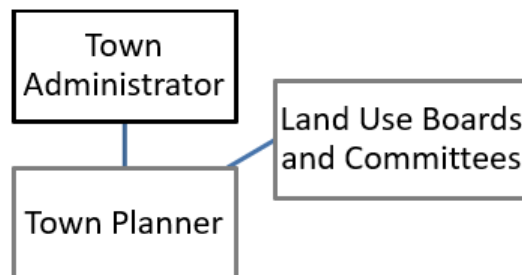 Town
Administrator
Land Use Boards
and Committees
Town Planner